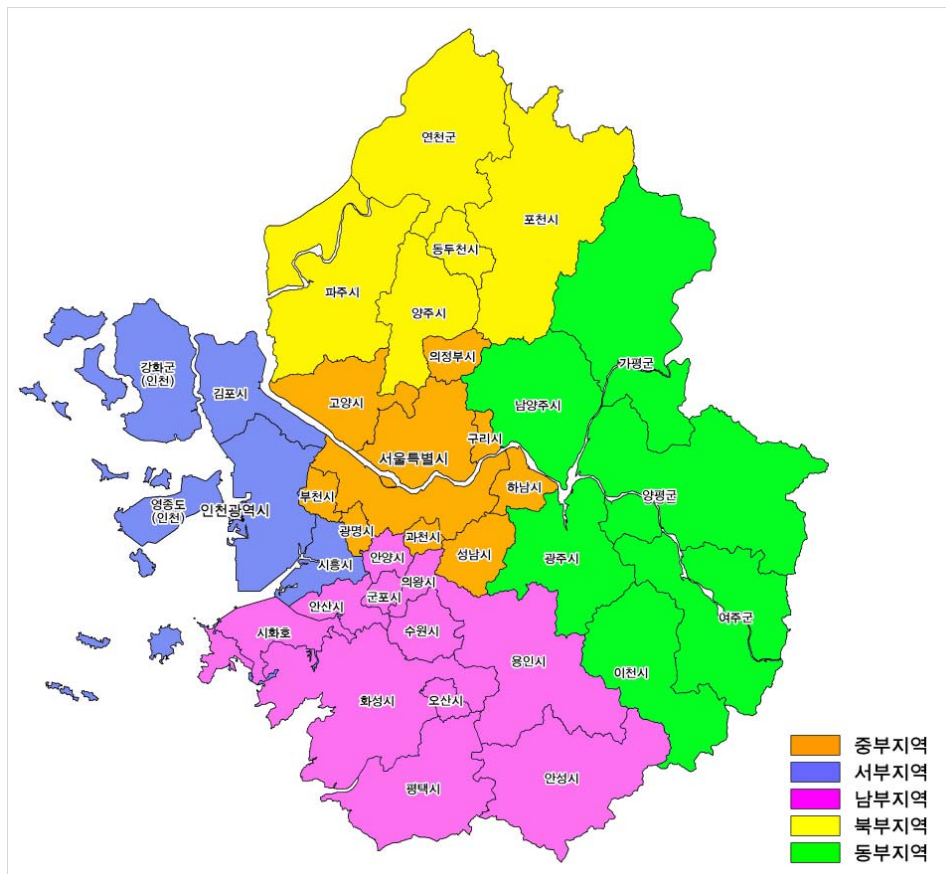 연천군
포천시
동두천시
파주시
양주시
의정부시
가평군
강화군
(인천)
김포시
고양시
남양주시
구리시
서울특별시
하남시
양평군
부천시
영종도
(인천)
인천광역시
광명시
과천시
성남시
광주시
시흥시
안양시
의왕시
군포시
안산시
여주군
시화호
수원시
용인시
이천시
화성시
오산시
평택시
안성시
중부지역
서부지역
남부지역
북부지역
동부지역